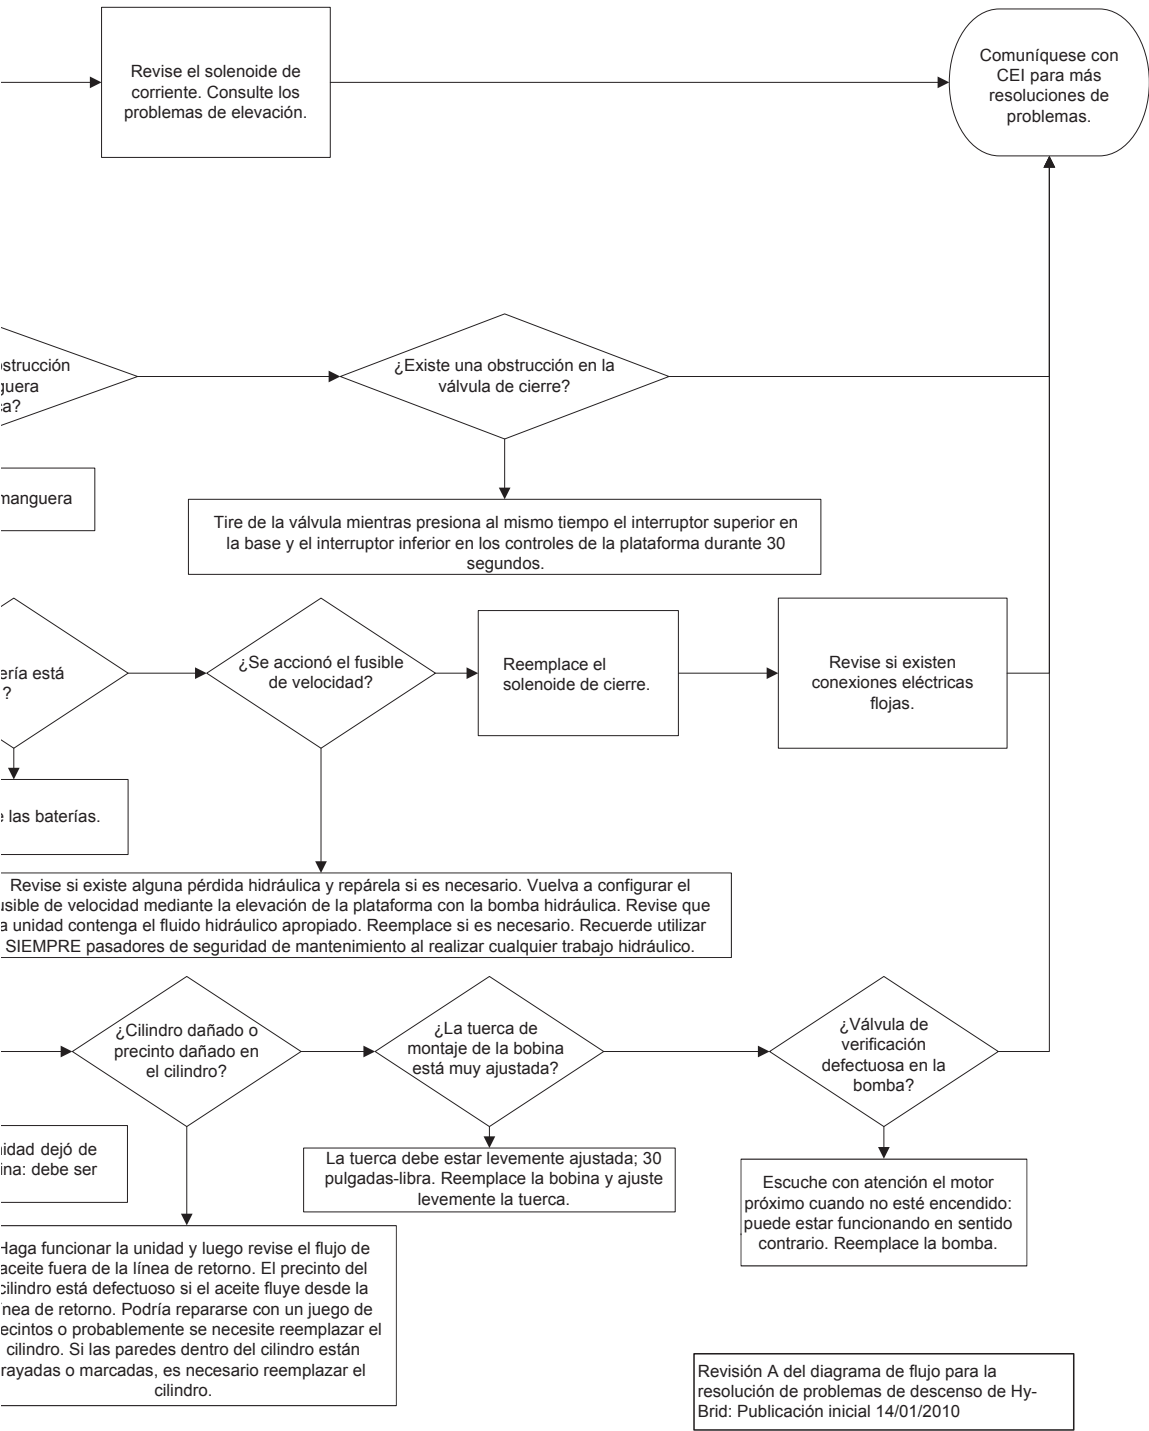 Revise el solenoide de
corriente. Consulte los
problemas de elevación.
Comuníquese con
CEI para más
resoluciones de
problemas.
¿Existe una obstrucción en la
válvula de cierre?
manguera
Tire de la válvula mientras presiona al mismo tiempo el interruptor superior en
la base y el interruptor inferior en los controles de la plataforma durante 30
segundos.
está
?
¿Se accionó el fusible
de velocidad?
Reemplace el
solenoide de cierre.
Revise si existen
conexiones eléctricas
flojas.
las baterías.
Revise si existe alguna pérdida hidráulica y repárela si es necesario. Vuelva a configurar el
de velocidad mediante la elevación de la plataforma con la bomba hidráulica. Revise que
unidad contenga el fluido hidráulico apropiado. Reemplace si es necesario. Recuerde utilizar
SIEMPRE pasadores de seguridad de mantenimiento al realizar cualquier trabajo hidráulico.
¿Cilindro dañado o
precinto dañado en
el cilindro?
¿La tuerca de
montaje de la bobina
está muy ajustada?
¿Válvula de
verificación
defectuosa en la
bomba?
dejó de
debe ser
La tuerca debe estar levemente ajustada; 30
pulgadas-libra. Reemplace la bobina y ajuste
levemente la tuerca.
Escuche con atención el motor
próximo cuando no esté encendido:
puede estar funcionando en sentido
contrario. Reemplace la bomba.
Haga funcionar la unidad y luego revise el flujo de
aceite fuera de la línea de retorno. El precinto del
cilindro está defectuoso si el aceite fluye desde la
de retorno. Podría repararse con un juego de
o probablemente se necesite reemplazar el
cilindro. Si las paredes dentro del cilindro están
rayadas o marcadas, es necesario reemplazar el
cilindro.
Revisión A del diagrama de flujo para la
resolución de problemas de descenso de Hy-
Brid: Publicación inicial 14/01/2010